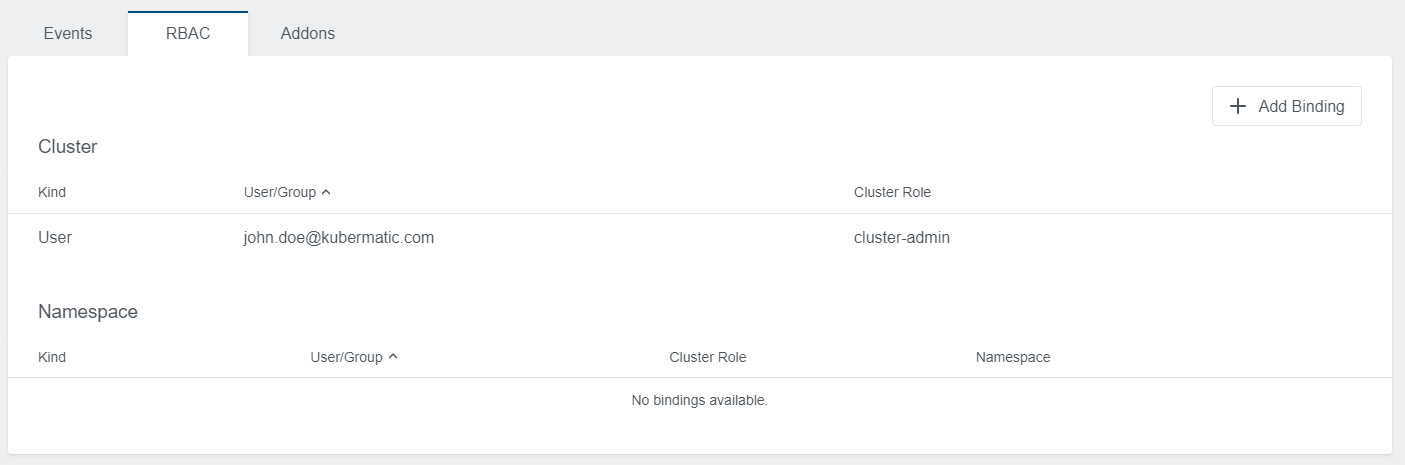 Events RBAC Addons
Add Binding
Cluster
Kind User/Group Cluster Role
User john.doe@kubermatic.com cluster-admin
Namespace
Kind User/Group Cluster Role Namespace
No bindings available.